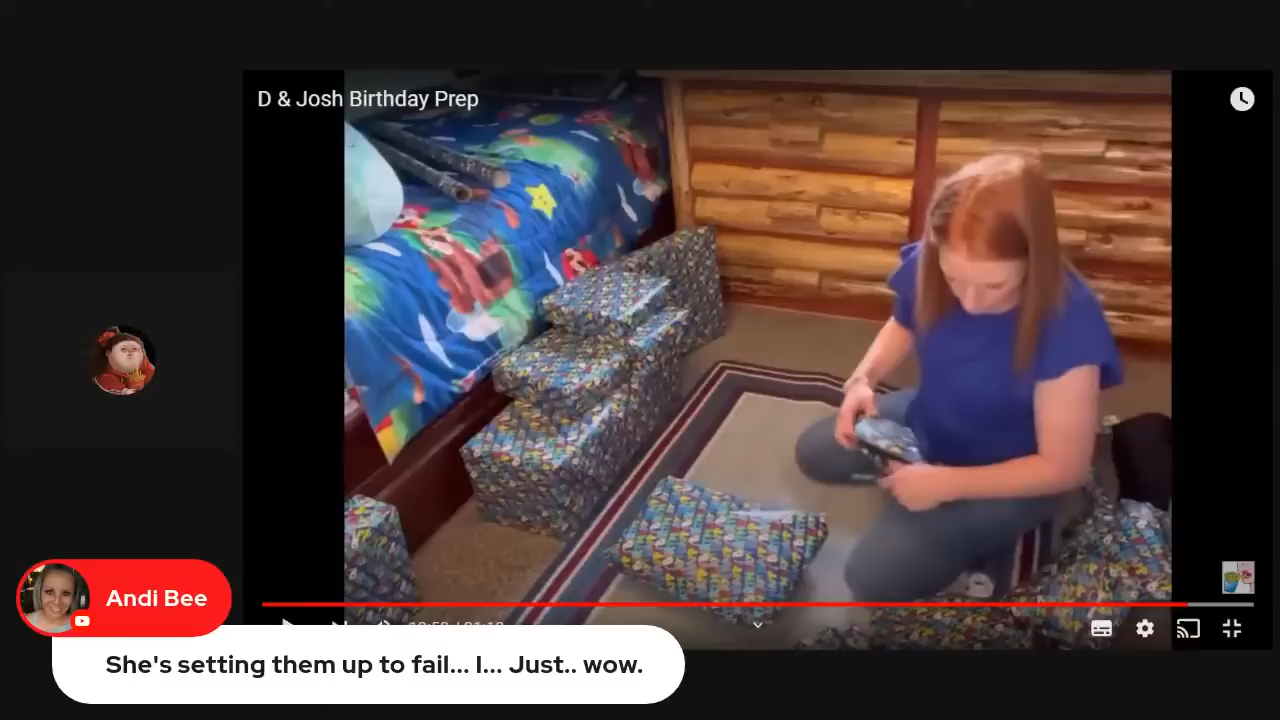 D & Josh Birthday Prep
Andi Bee
She's setting them up to fail... I... Just.. wow.